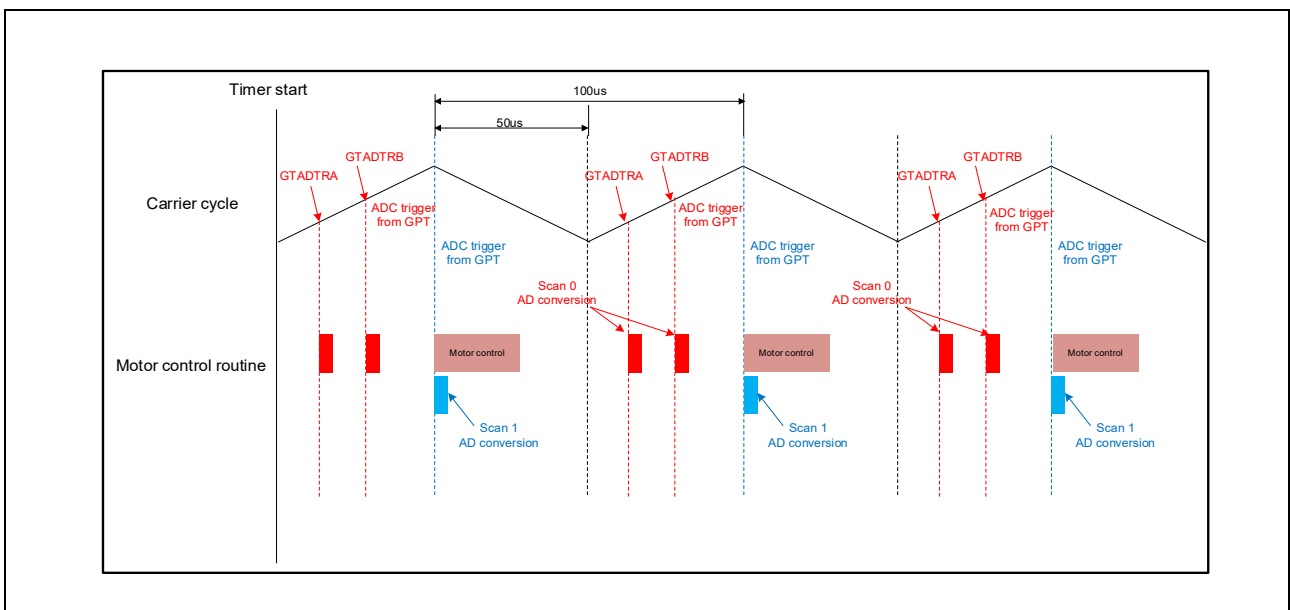 Timer start
100us
50us
GTADTRB
GTADTRB
GTADTRB
GTADTRA
GTADTRA
GTADTRA
Carrier cycle
ADC trigger
from GPT
ADC trigger
from GPT
ADC trigger
from GPT
ADC trigger
from GPT
ADC trigger
from GPT
ADC trigger
from GPT
Scan 0
AD conversion
Scan 0
AD conversion
Motor control routine
Motor control
Motor control
Motor control
Scan 1
AD conversion
Scan 1
AD conversion
Scan 1
AD conversion